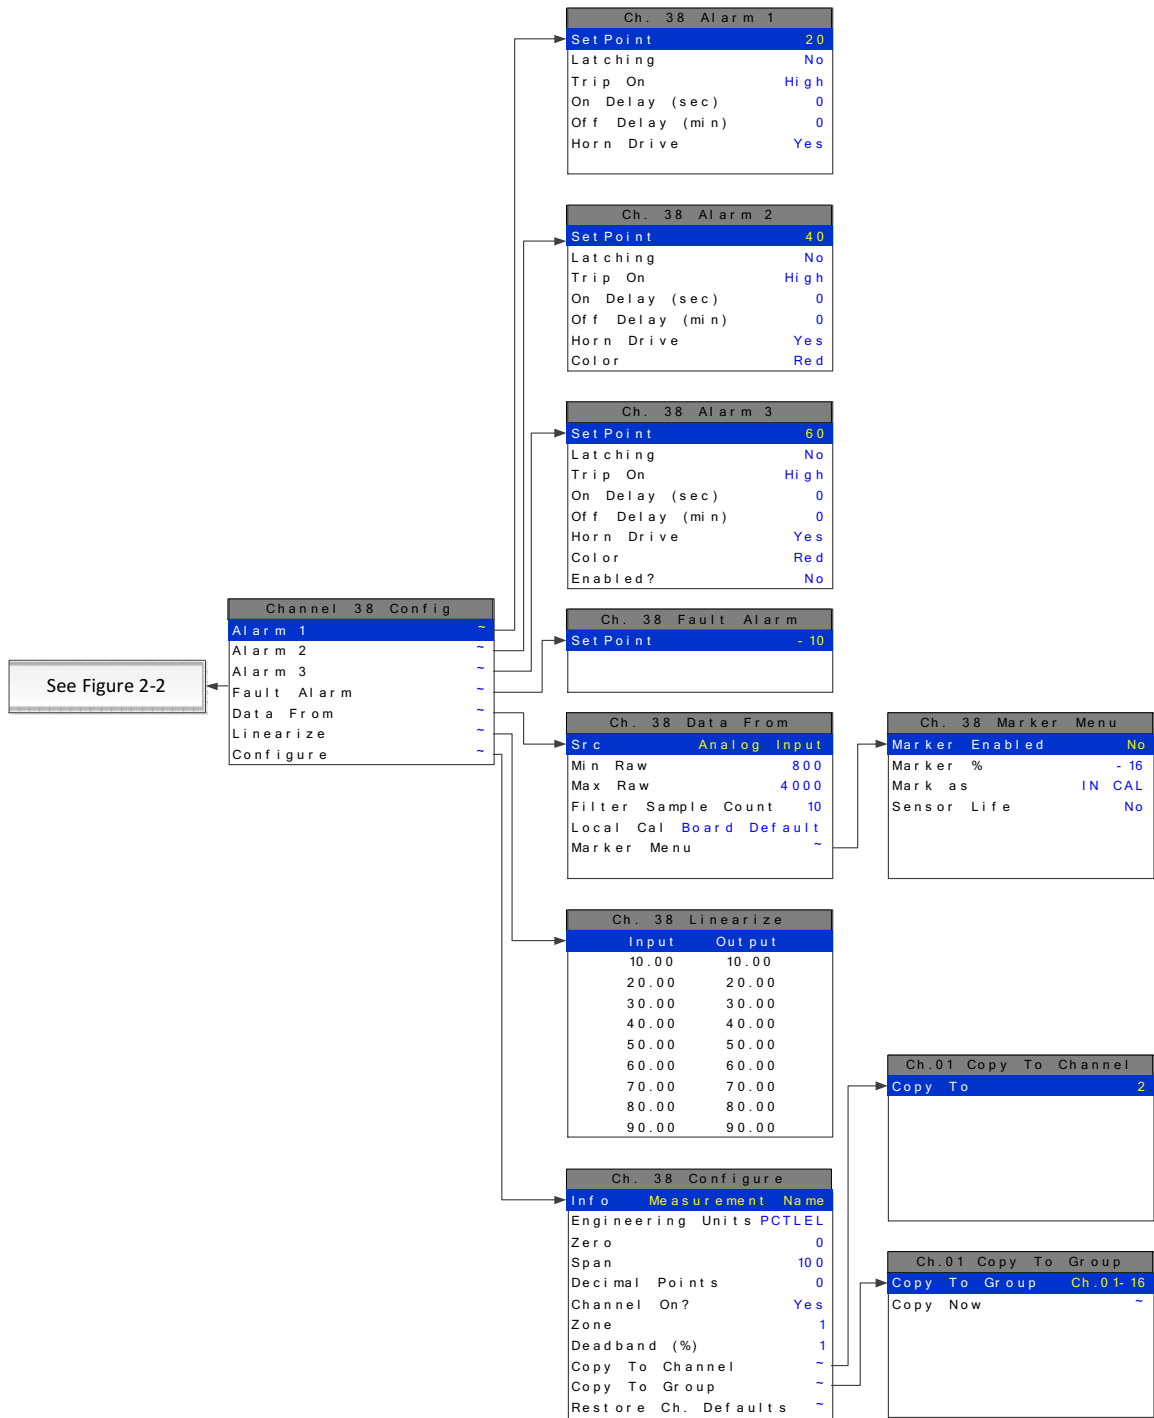 Ch. 38 Alarm 1
SetPoint 20
Latching No
Trip On High
On Delay (sec) 0
Off Delay (min) 0
Horn Drive Yes
Ch. 38 Alarm 2
SetPoint 40
Latching No
Trip On High
On Delay (sec) 0
Off Delay (min) 0
Horn Drive Yes
Color Red
Ch. 38 Alarm 3
SetPoint 60
Latching No
Trip On High
On Delay (sec) 0
Off Delay (min) 0
Horn Drive Yes
Color Red
Enabled? No
See Figure 2-2
Channel 38 Config
Alarm 1 ~
Alarm 2 ~
Alarm 3 ~
Fault Alarm ~
Data From ~
Linearize ~
Configure ~
Ch. 38 Fault Alarm
SetPoint -10
Ch. 38 Data From
Src Analog Input
Min Raw 800
Max Raw 4000
Filter Sample Count 10
Local Cal Board Default
Marker Menu ~
Ch. 38 Marker Menu
Marker Enabled No
Marker % -16
Mark as IN CAL
Sensor Life No
Ch. 38 Linearize
Input Output
10.00 10.00
20.00 20.00
30.00 30.00
40.00 40.00
50.00 50.00
60.00 60.00
70.00 70.00
80.00 80.00
90.00 90.00
Ch. 38 Configure
Info Measurement Name
Engineering Units PCTLEL
Zero 0
Span 100
Decimal Points 0
Channel On? Yes
Zone 1
Deadband (%) 1
Copy To Channel ~
Copy To Group ~
Restore Ch. Defaults ~
Ch.01 Copy To Channel
Copy To 2
Ch.01 Copy To Group
Copy To Group Ch.01-16
Copy Now ~